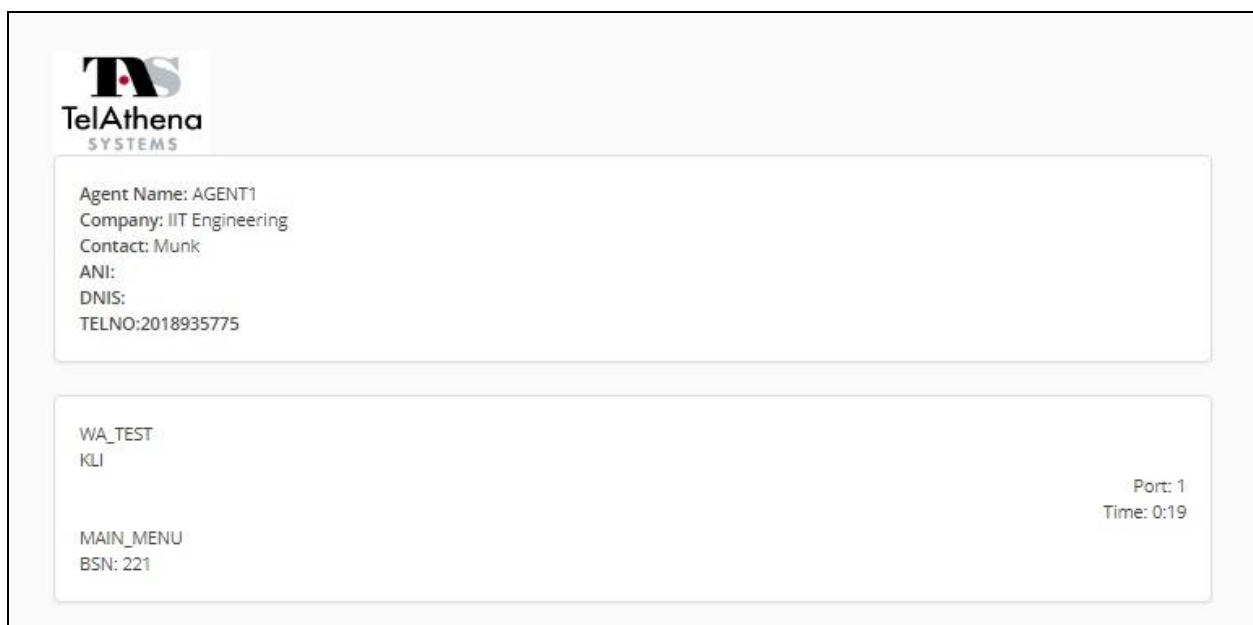 TAS
TelAthena
SYSTEMS
Agent Name: AGENT1
Company: IIT Engineering
Contact: Munk
ANI:
DNIS:
TELNO:2018935775
WA_TEST
KLI
Port: 1
Time: 0:19
MAIN_MENU
BSN: 221